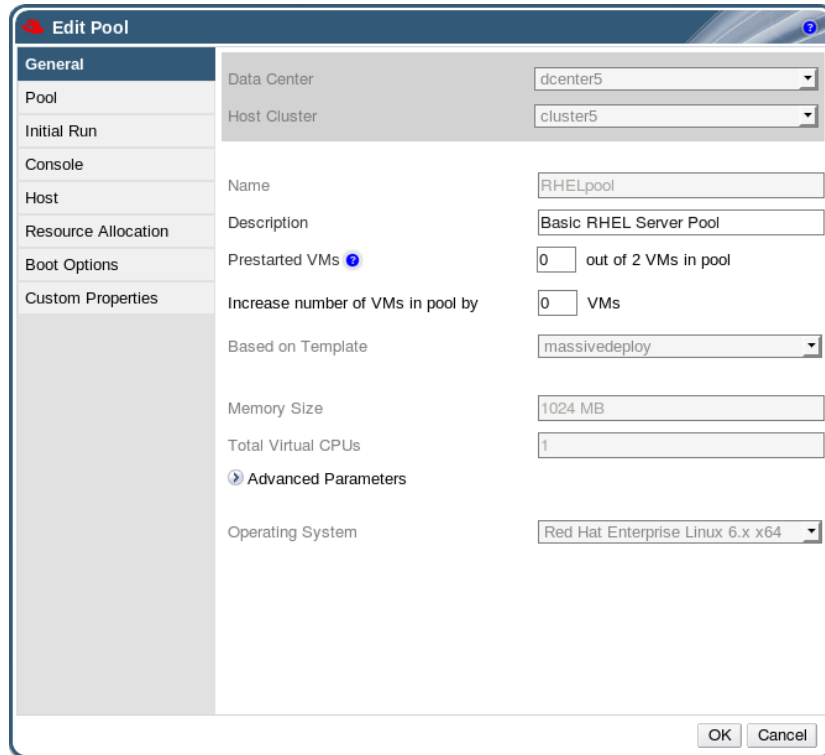 Edit Pool ?
General
Pool
Initial Run
Console
Host
Resource Allocation
Boot Options
Custom Properties
Data Center dcenter5
Host Cluster cluster5
Name RHELpool
Description Basic RHEL Server Pool
Prestarted VMs ? 0 out of 2 VMs in pool
Increase number of VMs in pool by 0 VMs
Based on Template massivedeploy
Memory Size 1024 MB
Total Virtual CPUs 1
Advanced Parameters
Operating System Red Hat Enterprise Linux 6.x x64
OK Cancel